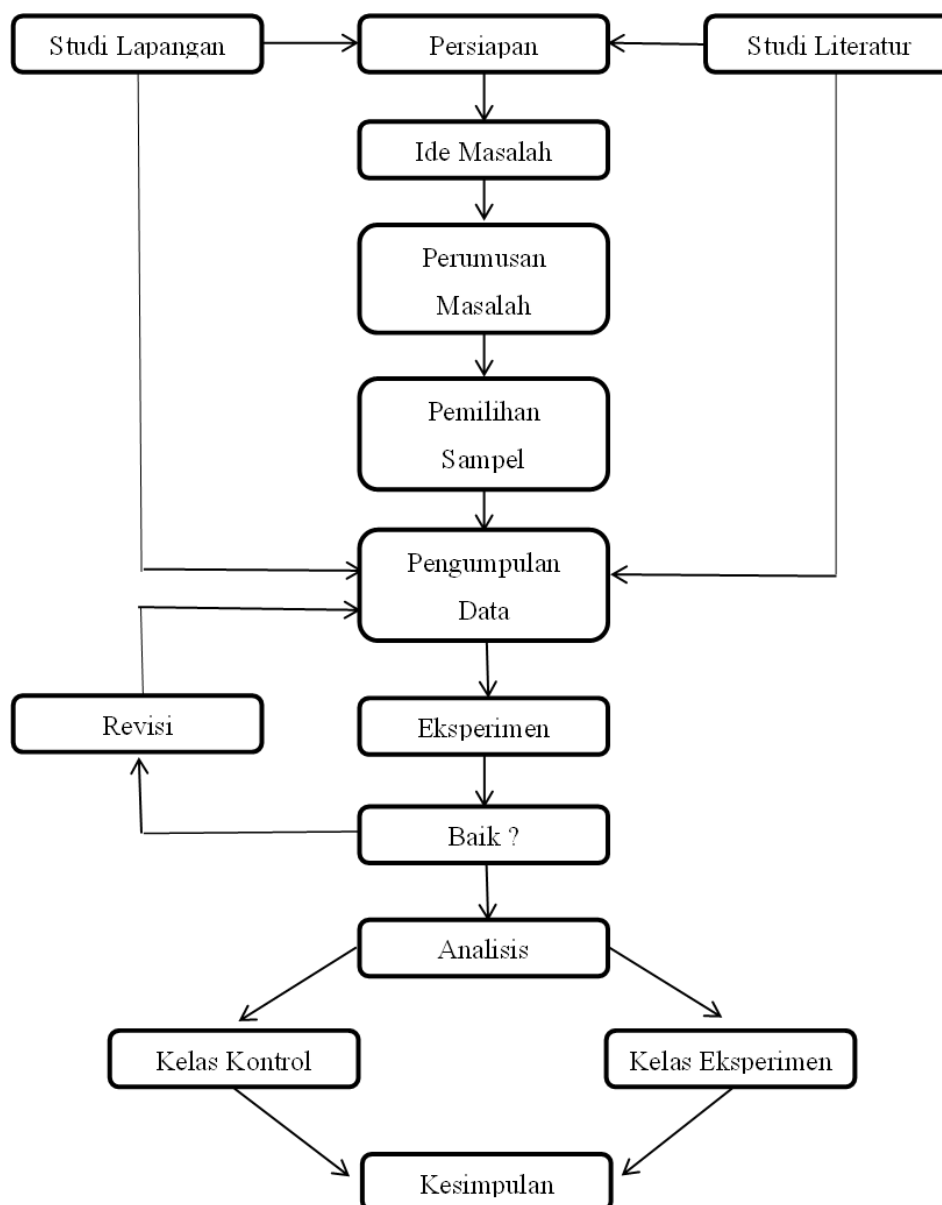 Studi Lapangan
Persiapan
Studi Literatur
Ide Masalah
Perumusan
Masalah
Pemilihan
Sampel
Pengumpulan
Data
Revisi
Eksperimen
Baik ?
Analisis
Kelas Kontrol
Kelas Eksperimen
Kesimpulan